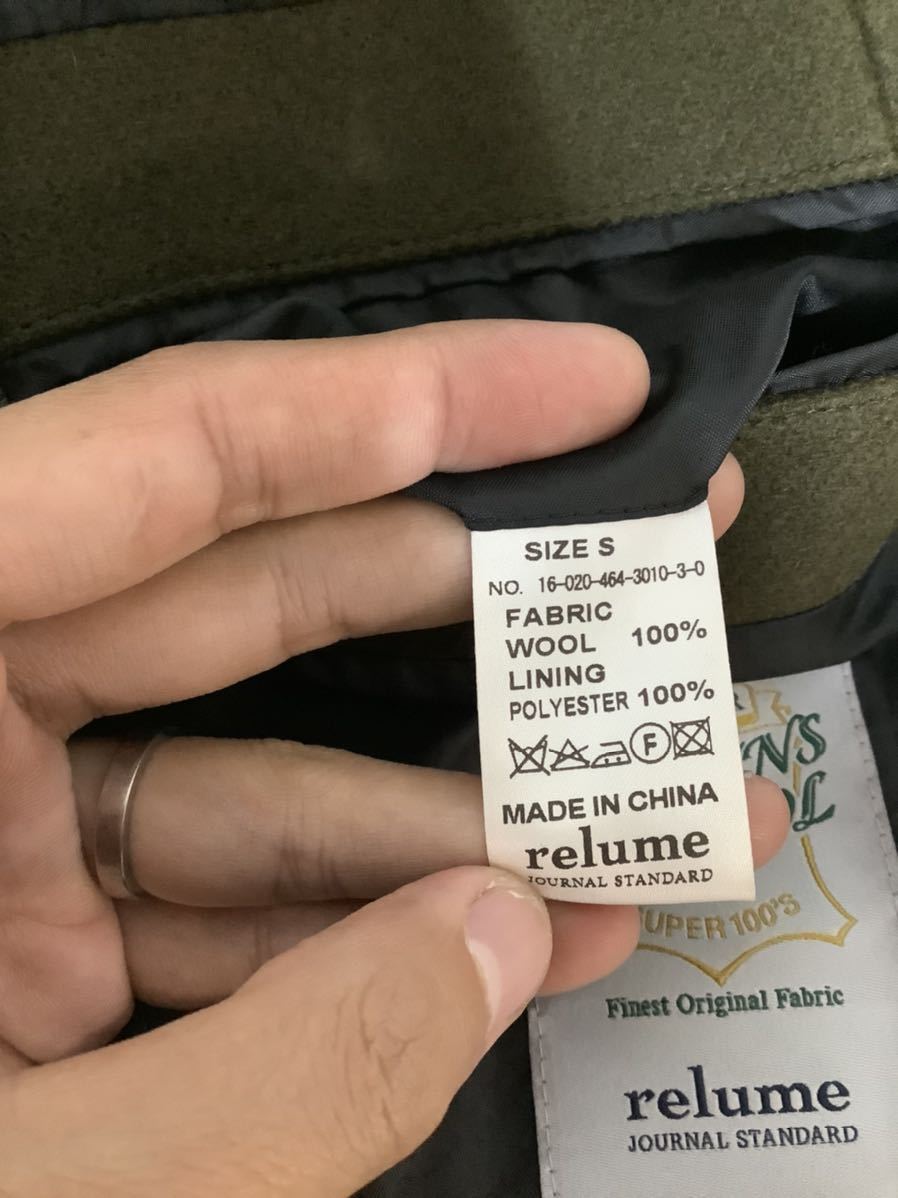 SIZE S
NO. 16-020-464-3010-3-0
FABRIC
WOOL 100%
LINING
POLYESTER 100%
F
MADE IN CHINA
relume
JOURNAL STANDARD
SUPER 100'S
Finest Original Fabric
relume
JOURNAL STANDARD